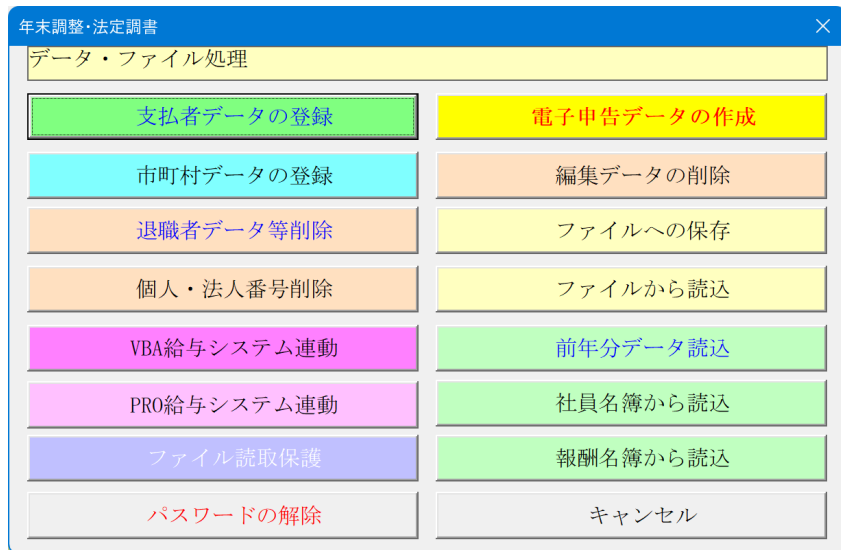 年末調整･法定調書
データ・ファイル処理
支払者データの登録
電子申告データの作成
市町村データの登録
編集データの削除
退職者データ等削除
ファイルへの保存
個人・法人番号削除
ファイルから読込
VBA給与システム連動
前年分データ読込
PRO給与システム連動
社員名簿から読込
ファイル読取保護
報酬名簿から読込
パスワードの解除
キャンセル